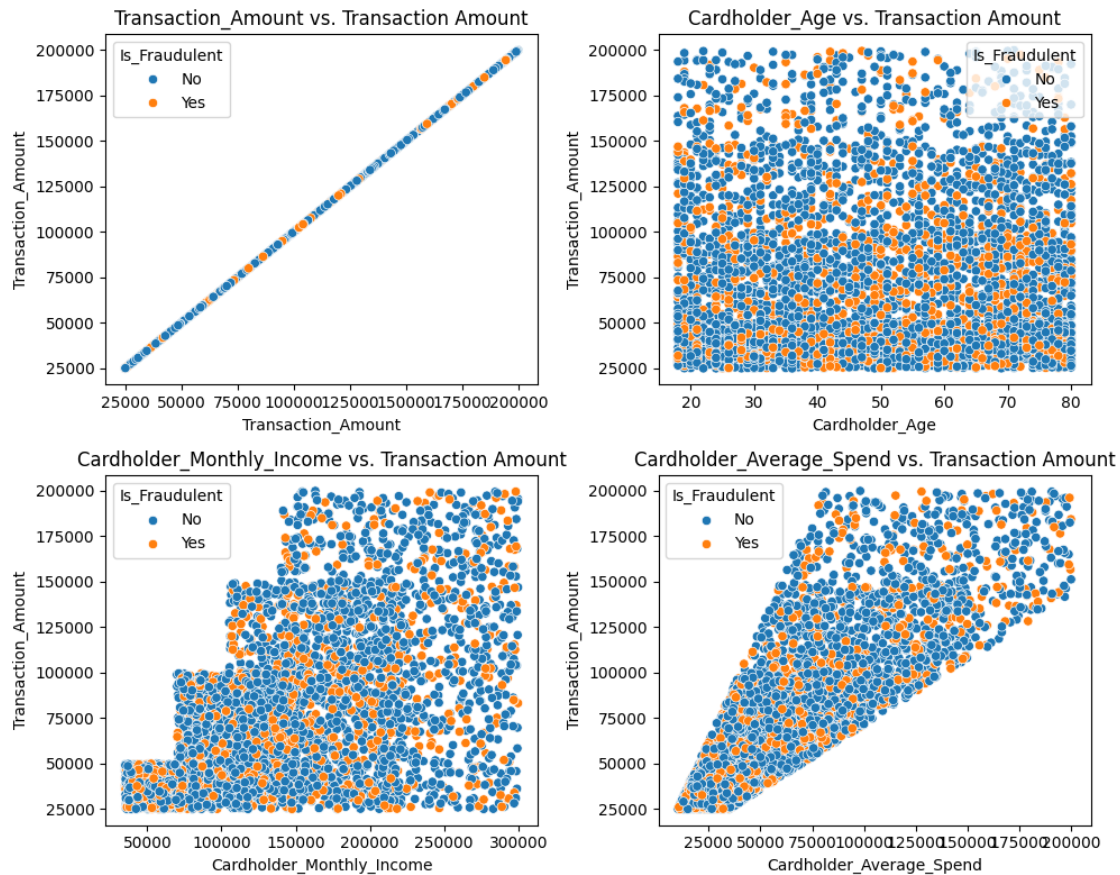 Transaction_Amount vs. Transaction Amount
Is_Fraudulent
No
Yes
200000
175000
150000
125000
100000
75000
50000
25000
Transaction_Amount
25000 50000 75000 100000 125000 150000 175000 200000
Transaction_Amount
Cardholder_Age vs. Transaction Amount
Is_Fraudulent
No
Yes
200000
175000
150000
125000
100000
75000
50000
25000
Transaction_Amount
20 30 40 50 60 70 80
Cardholder_Age
Cardholder_Monthly_Income vs. Transaction Amount
Is_Fraudulent
No
Yes
200000
175000
150000
125000
100000
75000
50000
25000
Transaction_Amount
50000 100000 150000 200000 250000 300000
Cardholder_Monthly_Income
Cardholder_Average_Spend vs. Transaction Amount
Is_Fraudulent
No
Yes
200000
175000
150000
125000
100000
75000
50000
25000
Transaction_Amount
25000 50000 75000 100000 125000 150000 175000 200000
Cardholder_Average_Spend